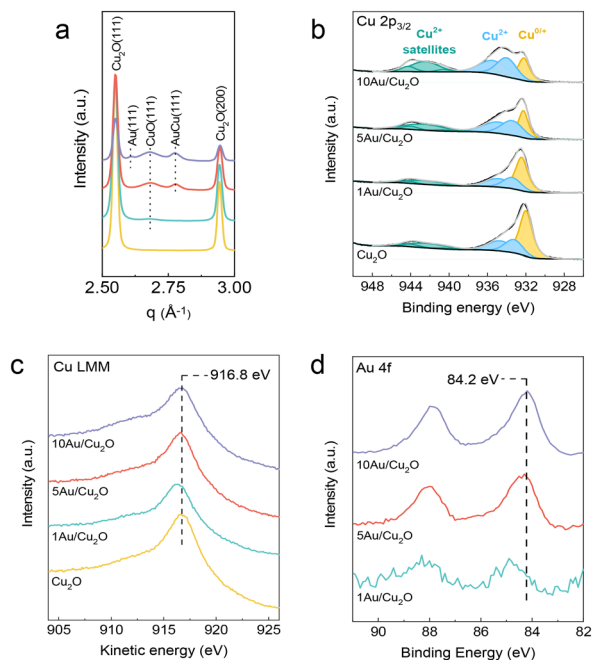 a
Cu₂O(111)
Au(111)
CuO(111)
AuCu(111)
Cu₂O(200)
Intensity (a.u.)
2.50 2.75 3.00
q (Å⁻¹)
b
Cu 2p₃/₂
Cu²⁺
satellites
Cu²⁺
Cu⁰/⁺
10Au/Cu₂O
5Au/Cu₂O
1Au/Cu₂O
Cu₂O
Intensity (a.u.)
948 944 940 936 932 928
Binding energy (eV)
c
Cu LMM
916.8 eV
10Au/Cu₂O
5Au/Cu₂O
1Au/Cu₂O
Cu₂O
Intensity (a.u.)
905 910 915 920 925
Kinetic energy (eV)
d
Au 4f
84.2 eV
10Au/Cu₂O
5Au/Cu₂O
1Au/Cu₂O
Intensity (a.u.)
90 88 86 84 82
Binding Energy (eV)